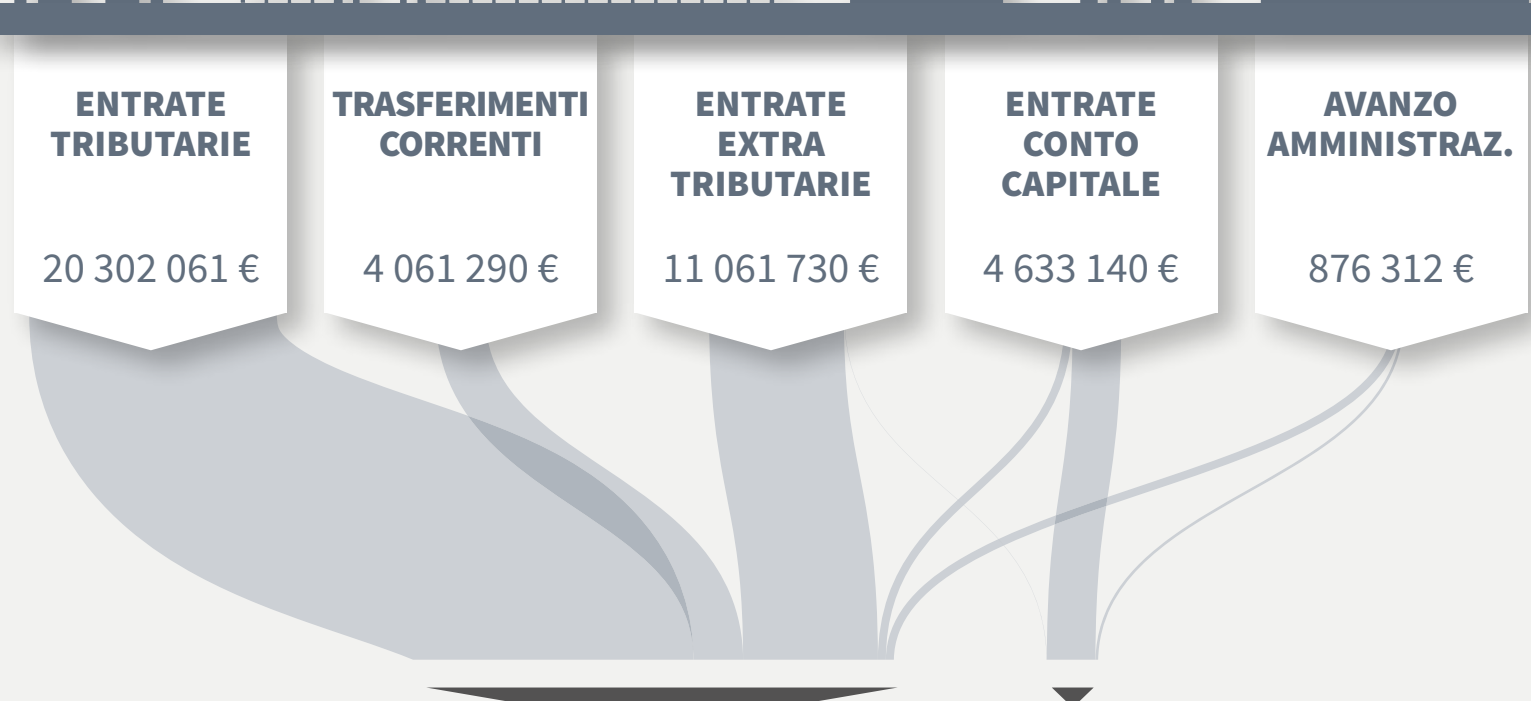 ENTRATE
TRIBUTARIE
20 302 061 €
TRASFERIMENTI
CORRENTI
4 061 290 €
ENTRATE
EXTRA
TRIBUTARIE
11 061 730 €
ENTRATE
CONTO
CAPITALE
4 633 140 €
AVANZO
AMMINISTRAZ.
876 312 €